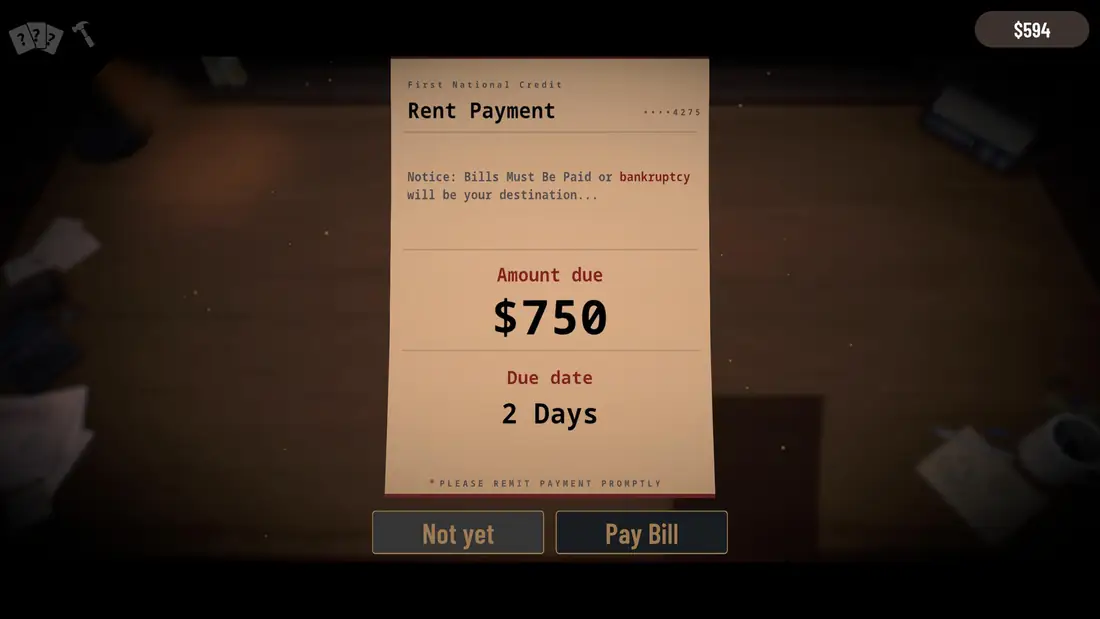 ? ? ?
$594
First National Credit
Rent Payment
····4275
Notice: Bills Must Be Paid or bankruptcy
will be your destination...
Amount due
$750
Due date
2 Days
*PLEASE REMIT PAYMENT PROMPTLY
Not yet
Pay Bill